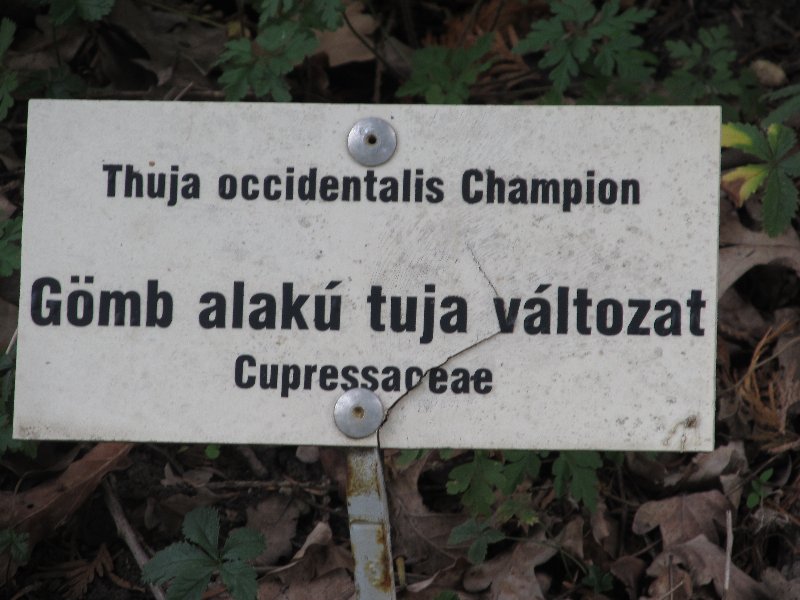 Thuja occidentalis Champion
Gömb alakú tuja változat
Cupressaceae